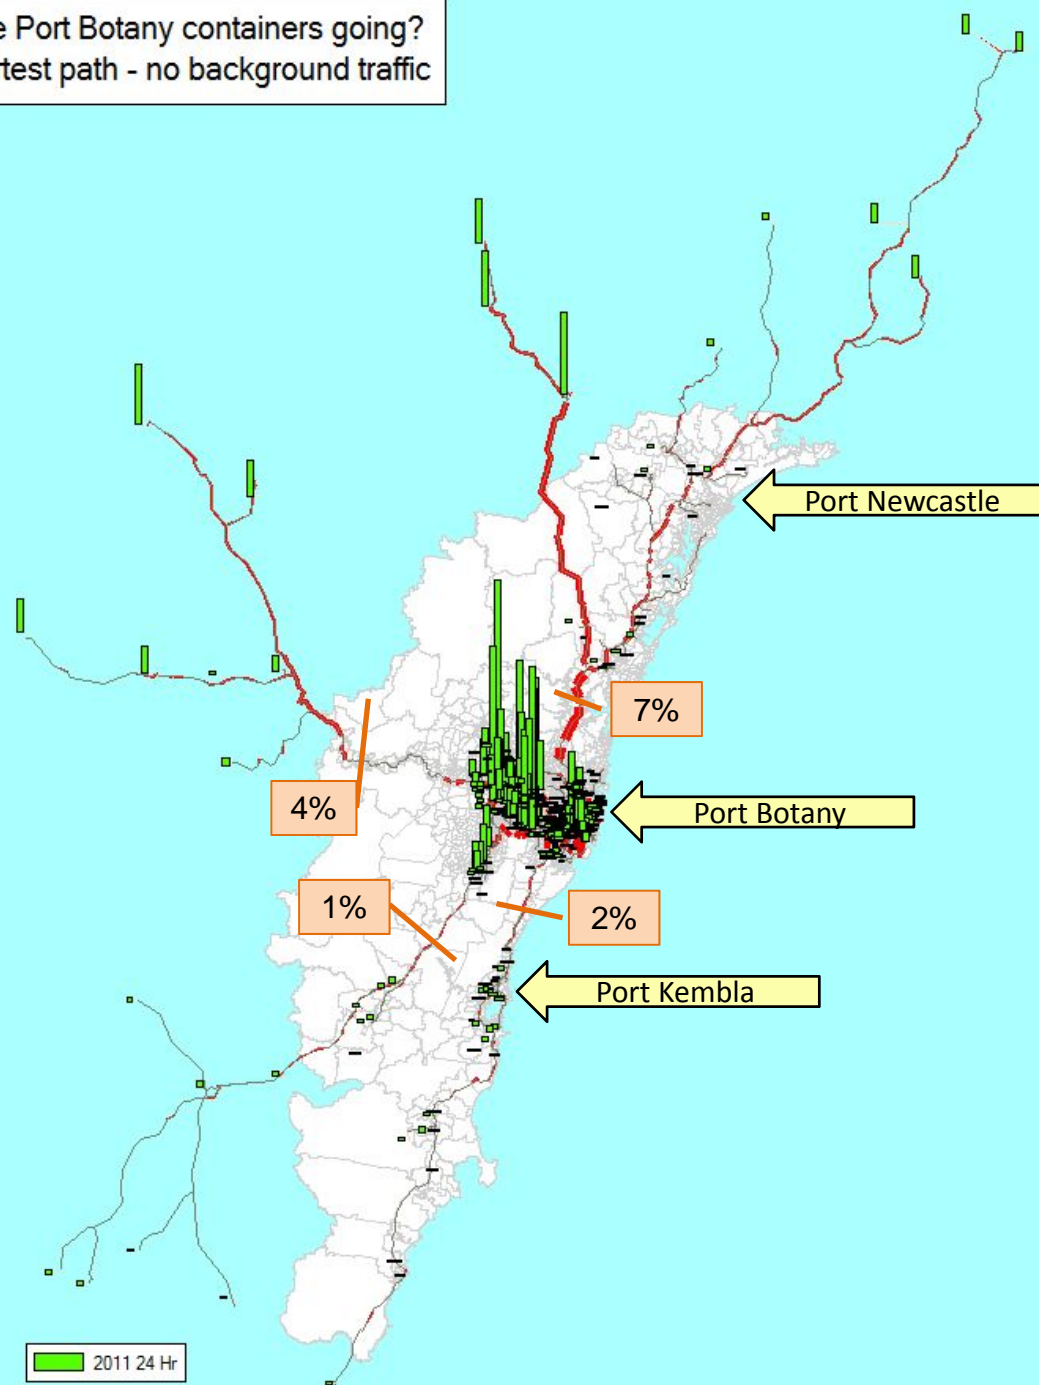 e Port Botany containers going?
test path - no background traffic
Port Newcastle
7%
4%
Port Botany
1%
2%
Port Kembla
2011 24 Hr